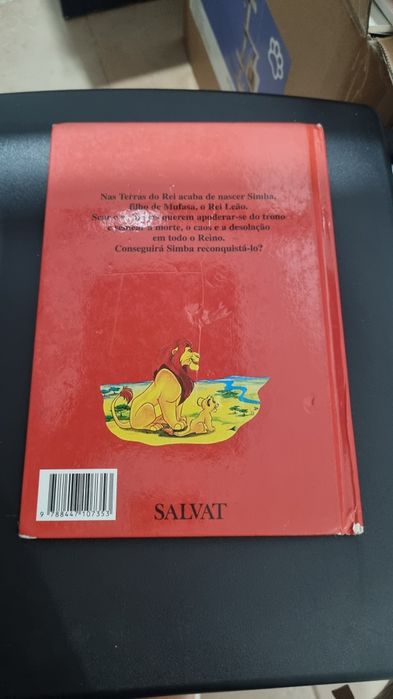 Nas Terras do Rei acaba de nascer Simba,
filho de Mufasa, o Rei Leão.
querem apoderar-se do trono
a morte, o caos e a desolação
em todo o Reino.
Conseguirá Simba reconquistá-lo?
SALVAT
9 788447 107353